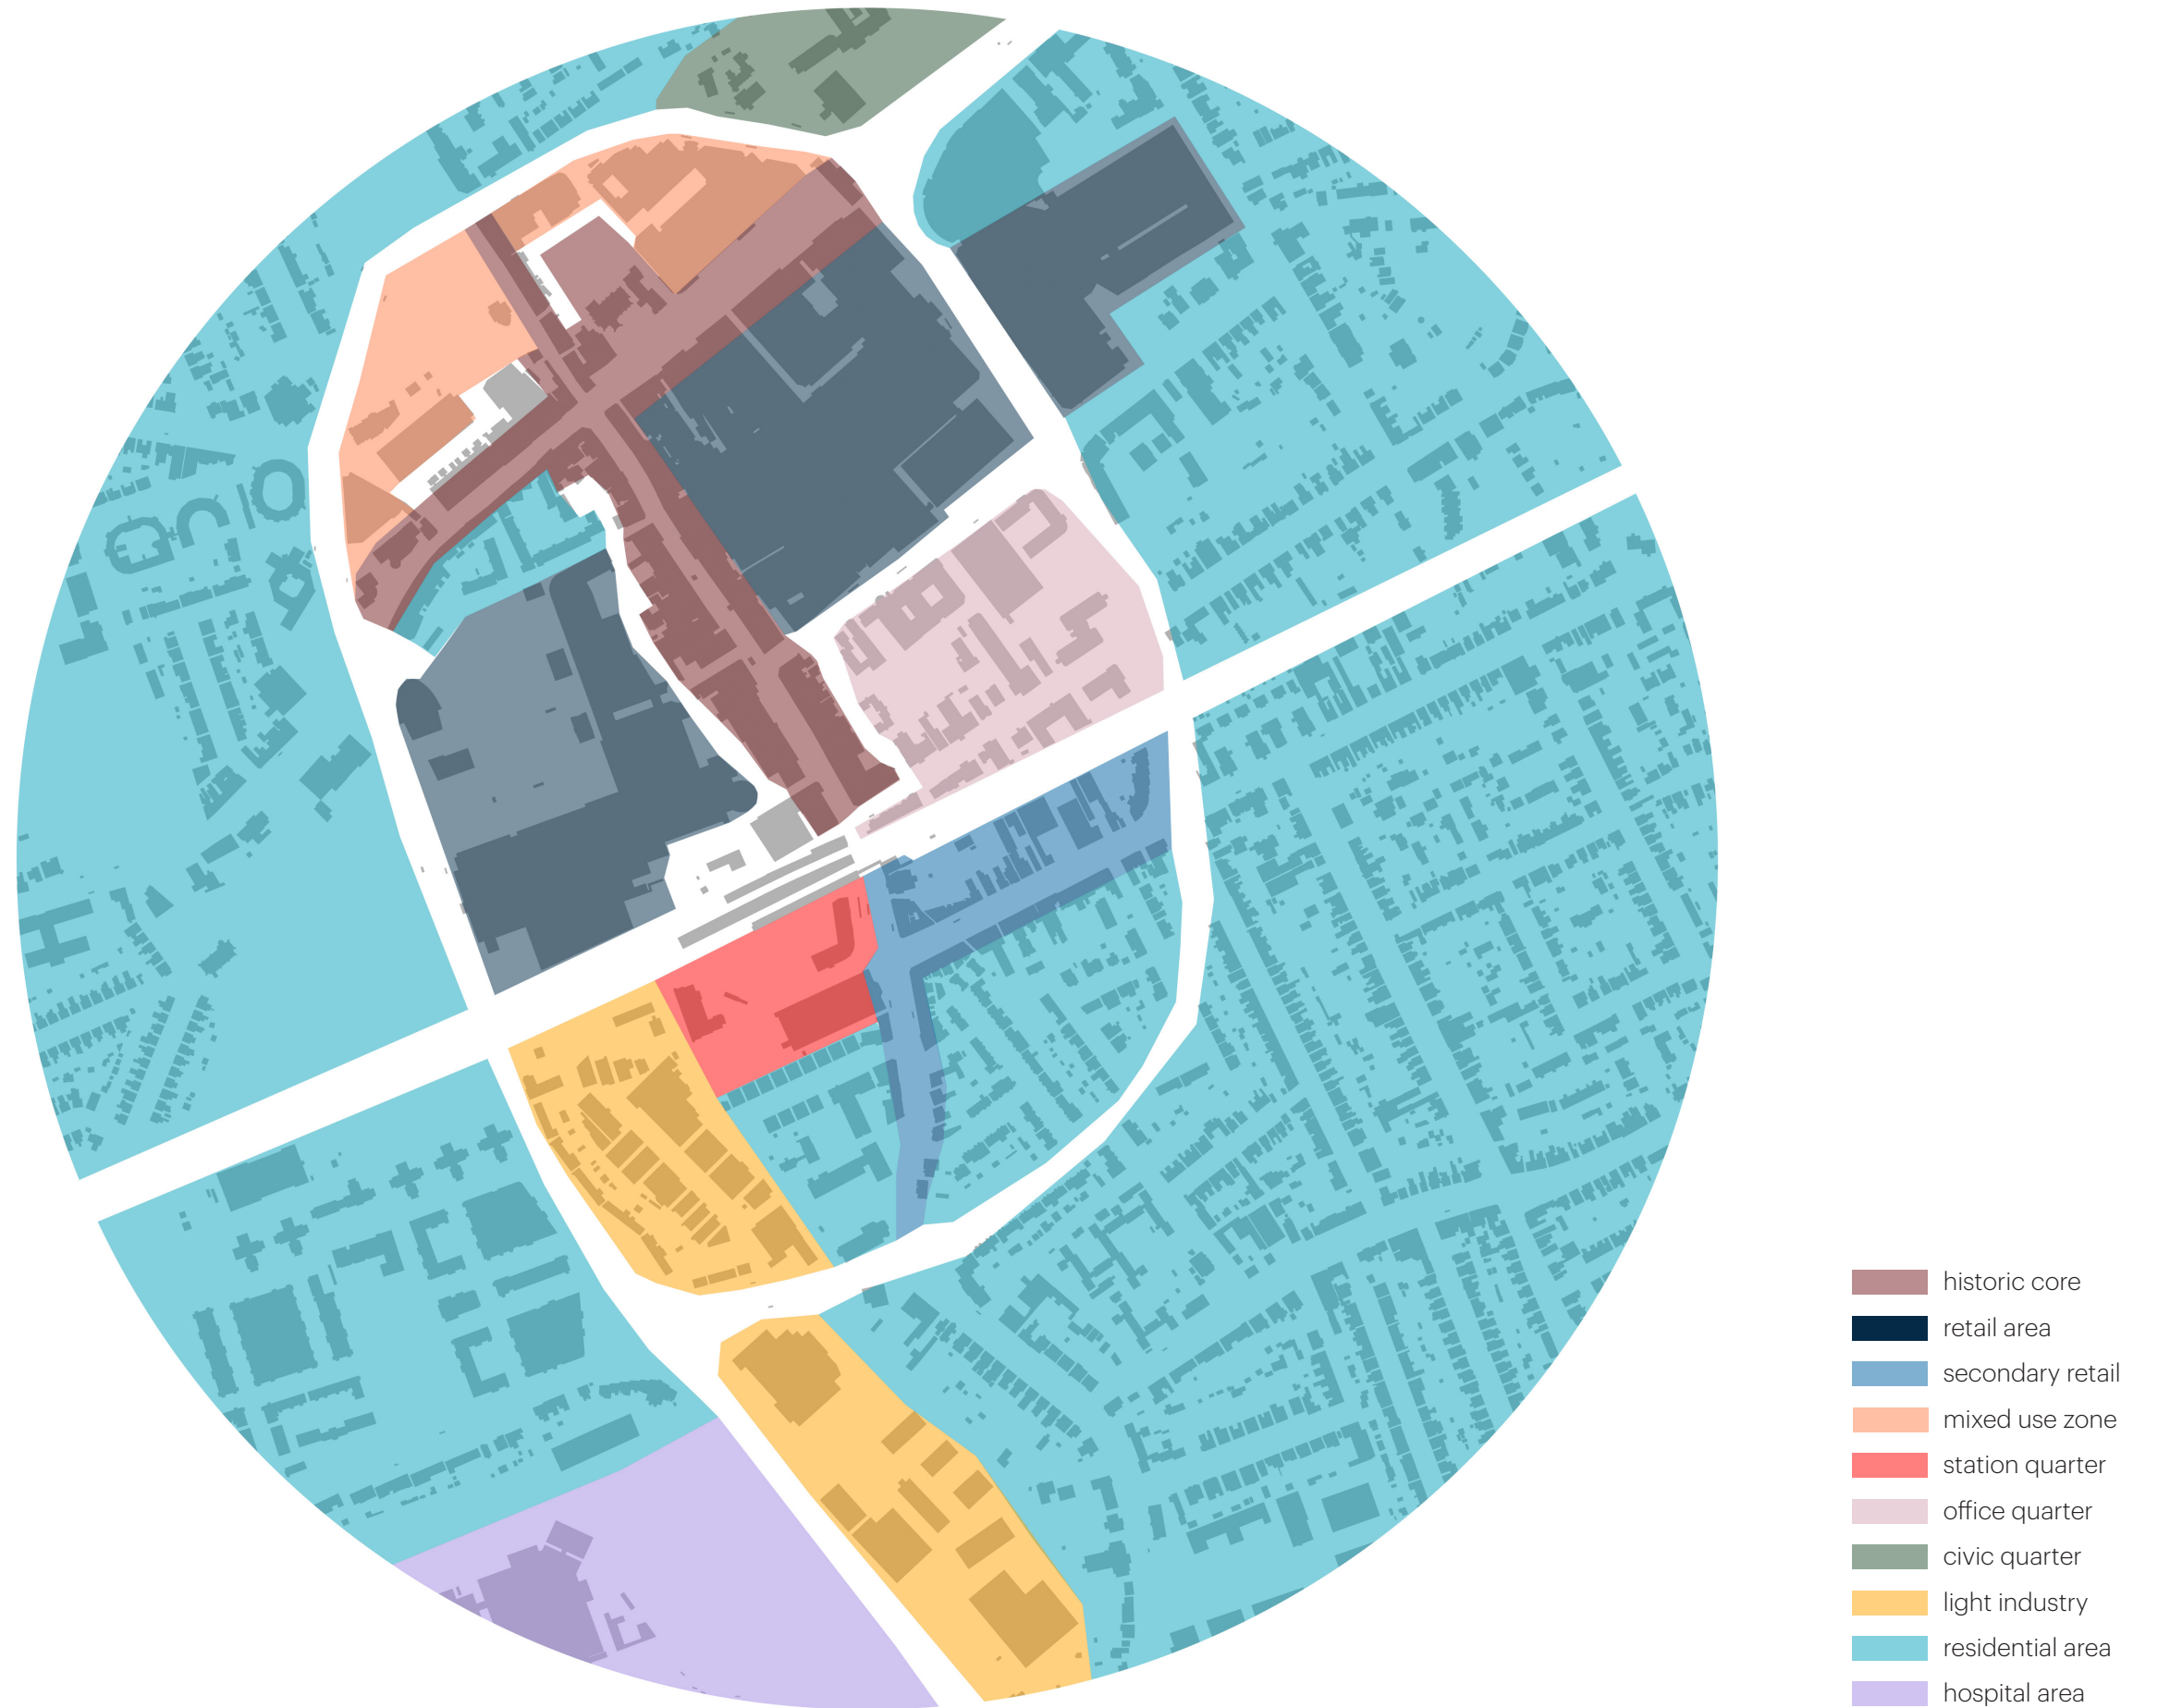 historic core
retail area
secondary retail
mixed use zone
station quarter
office quarter
civic quarter
light industry
residential area
hospital area